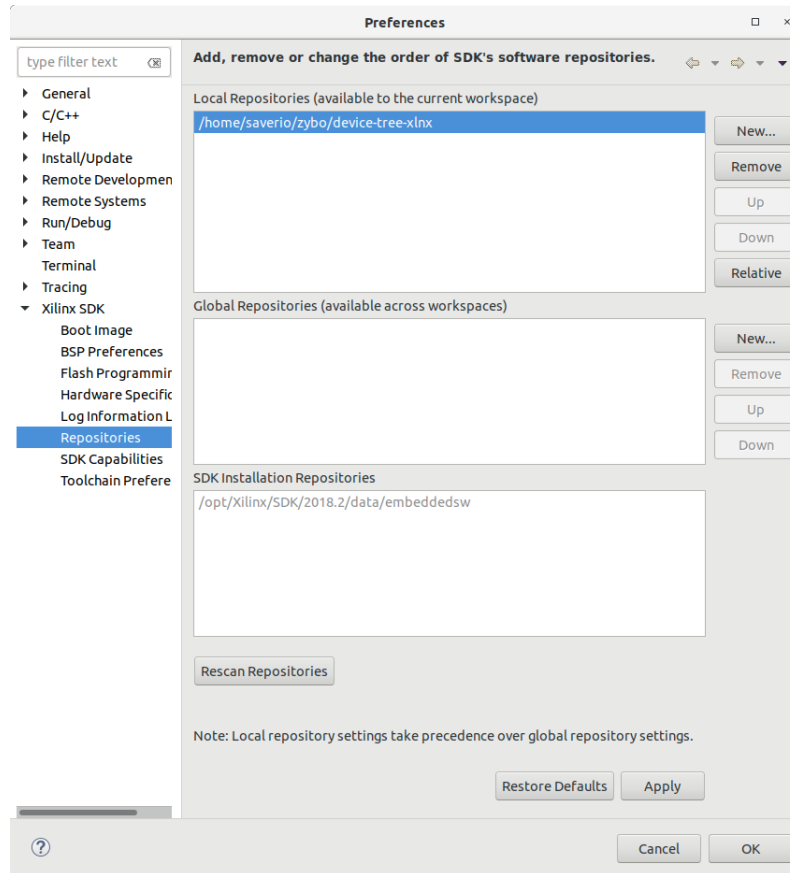 Preferences
type filter text
General
C/C++
Help
Install/Update
Remote Developmen
Remote Systems
Run/Debug
Team
Terminal
Tracing
Xilinx SDK
Boot Image
BSP Preferences
Flash Programmir
Hardware Specific
Log Information L
Repositories
SDK Capabilities
Toolchain Prefere
Add, remove or change the order of SDK's software repositories.
Local Repositories (available to the current workspace)
/home/saverio/zybo/device-tree-xlnx
New...
Remove
Up
Down
Relative
Global Repositories (available across workspaces)
New...
Remove
Up
Down
SDK Installation Repositories
/opt/Xilinx/SDK/2018.2/data/embeddedsw
Rescan Repositories
Note: Local repository settings take precedence over global repository settings.
Restore Defaults
Apply
?
Cancel
OK